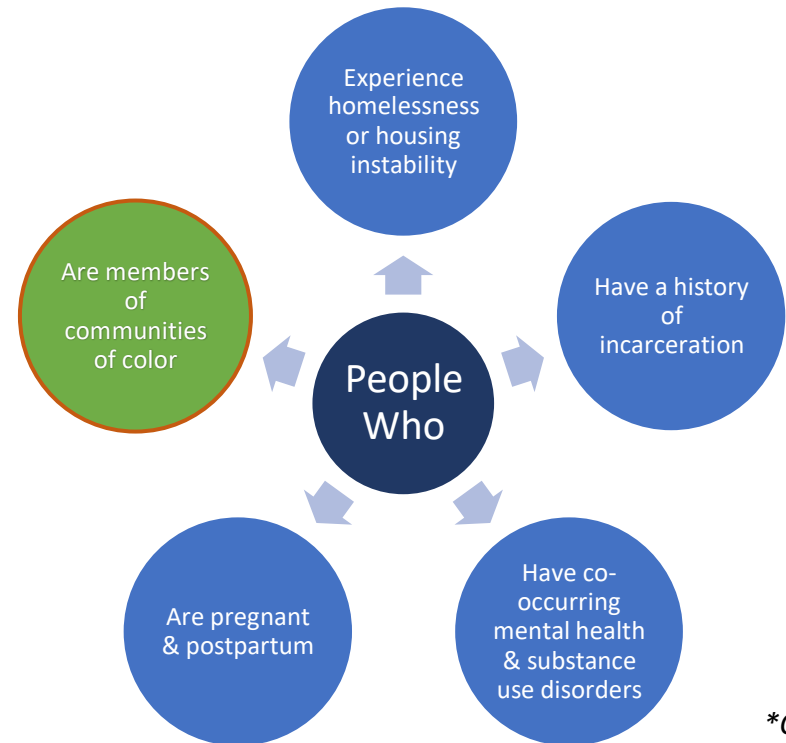 Experience
homelessness
or housing
instability
Are members
of
communities
of color
Have a history
of
incarceration
People
Who
Are pregnant
& postpartum
Have co-
occurring
mental health
& substance
use disorders